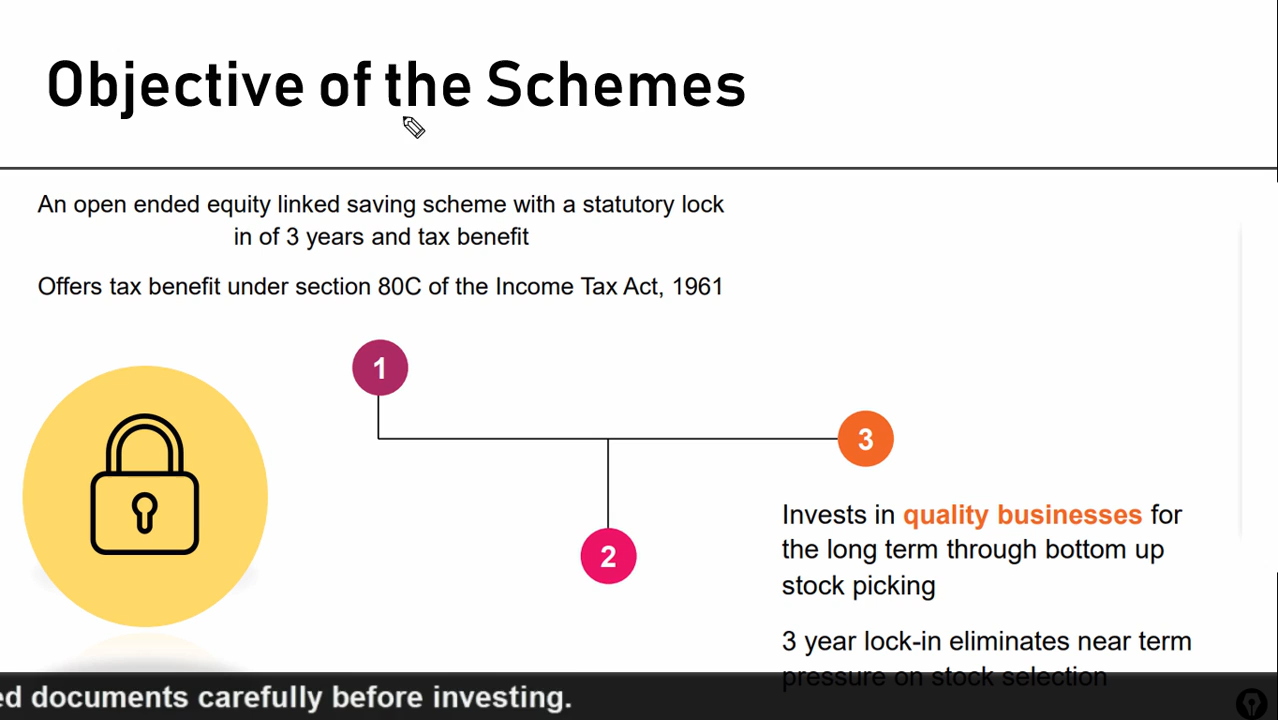 Objective of the Schemes
An open ended equity linked saving scheme with a statutory lock
in of 3 years and tax benefit
Offers tax benefit under section 80C of the Income Tax Act, 1961
1
3
2
Invests in quality businesses for
the long term through bottom up
stock picking
3 year lock-in eliminates near term
pressure on stock selection
documents carefully before investing.